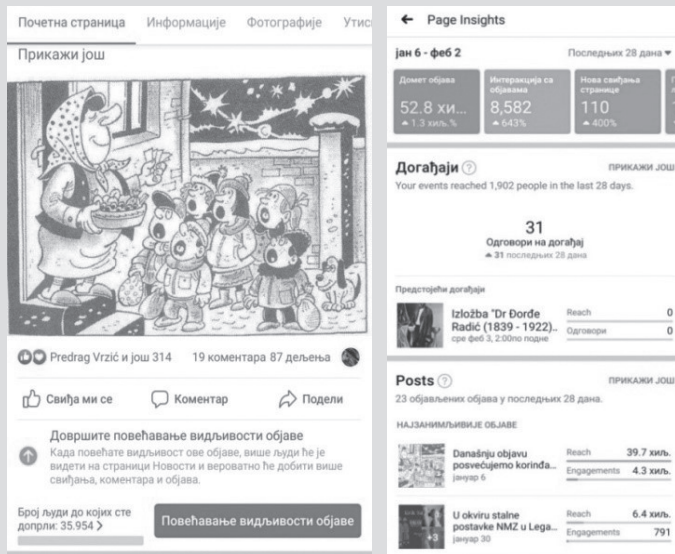 Почетна страница Информације Фотографије Утис
Прикажи још
Predrag Vrzić и још 314 19 коментара 87 дељења
Свиђа ми се Коментар Подели
Довршите повећавање видљивости објаве
Када повећате видљивост ове објаве, више људи ће је
видети на страници Новости и вероватно ће добити више
свиђања, коментара и објава.
Број људи до којих сте
допрли: 35.954
Повећавање видљивости објаве
Page Insights
јан 6 - феб 2 Последњих 28 дана
Домет објава
52.8 хи...
1.3 хиљ.%
Интеракција са
објавама
8,582
643%
Нова свиђања
странице
110
400%
Догађаји ПРИКАЖИ ЈОШ
Your events reached 1,902 people in the last 28 days.
31
Одговори на догађај
31 последњих 28 дана
Предстојећи догађаји
Izložba "Dr Đorđe
Radić (1839 - 1922)..
сре феб 3, 2:00по подне
Reach 0
Одговори 0
Posts ПРИКАЖИ ЈОШ
23 објављених објава у последњих 28 дана.
НАЈЗАНИМЉИВИЈЕ ОБЈАВЕ
Današnju objavu
posvećujemo korinđa...
јануар 6
Reach 39.7 хиљ.
Engagements 4.3 хиљ.
+3
U okviru stalne
postavke NMZ u Lega...
јануар 30
Reach 6.4 хиљ.
Engagements 791